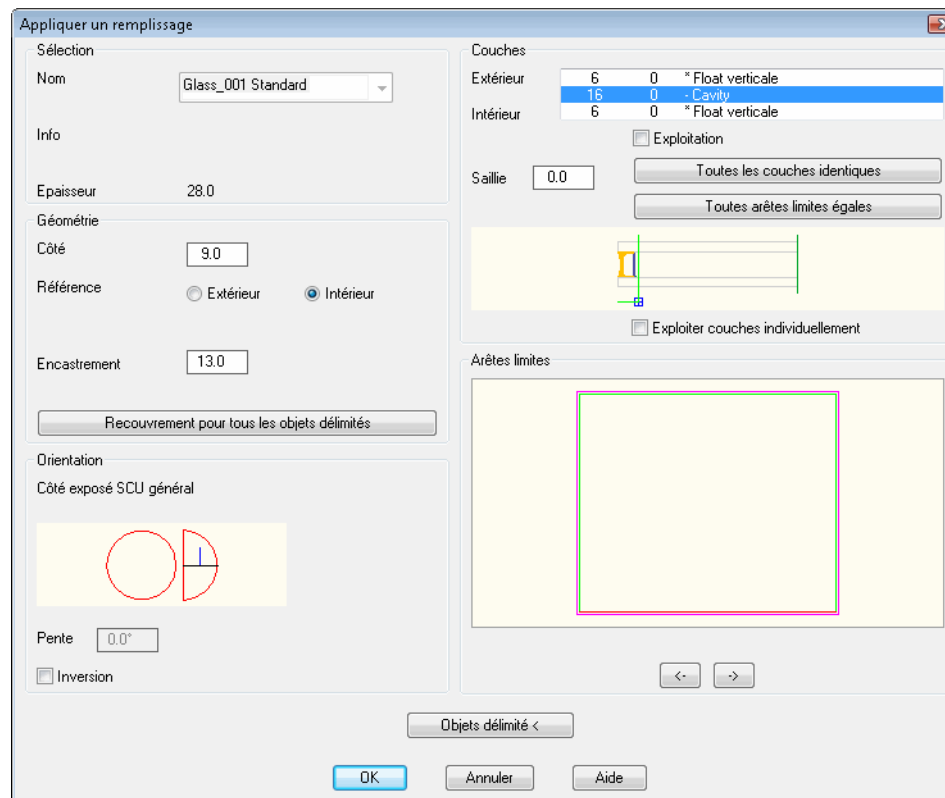 Appliquer un remplissage
Sélection
Nom
Glass_001 Standard
Info
Epaisseur 28.0
Géométrie
Côté 9.0
Référence Extérieur Intérieur
Encastrement 13.0
Recouvrement pour tous les objets délimités
Orientation
Côté exposé SCU général
Pente 0.0°
Inversion
Couches
Extérieur 6 0 * Float verticale
16 0 - Cavity
Intérieur 6 0 * Float verticale
Exploitation
Saillie 0.0
Toutes les couches identiques
Toutes arêtes limites égales
Exploiter couches individuellement
Arêtes limites
<- ->
Objets délimité <
OK Annuler Aide